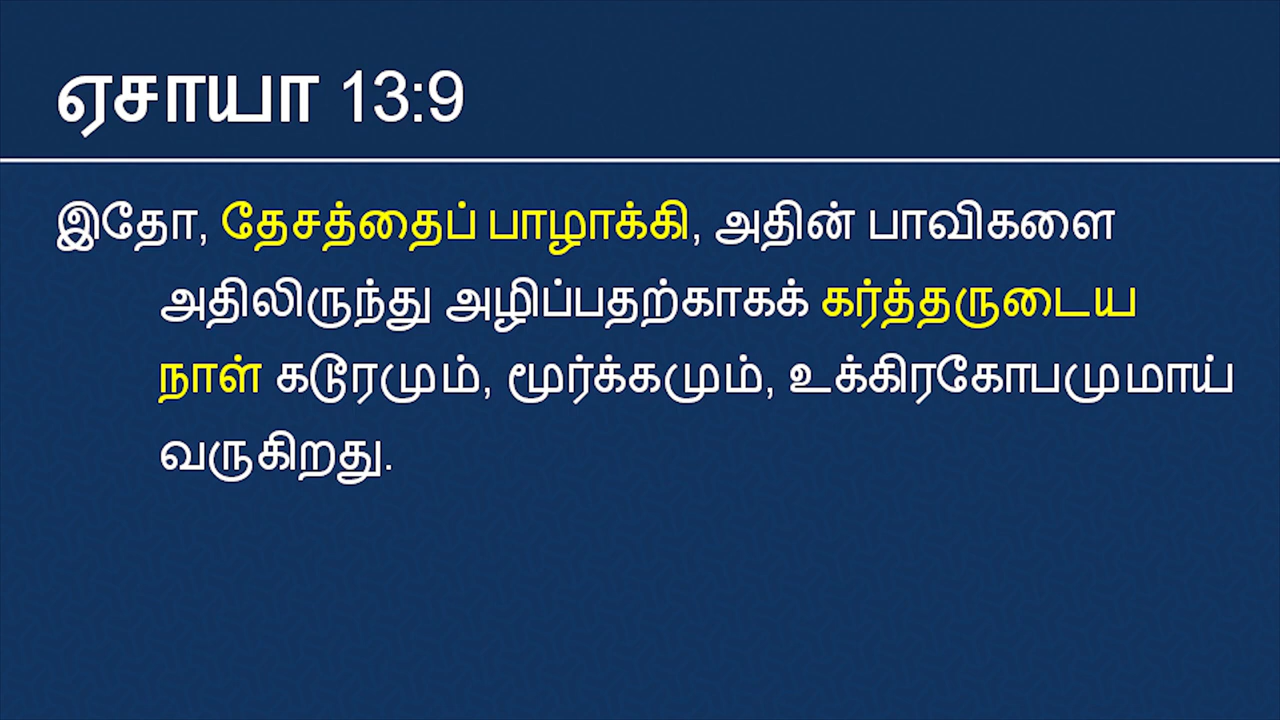 ஏசாயா 13:9
இதோ, தேசத்தைப் பாழாக்கி, அதின் பாவிகளை
அதிலிருந்து அழிப்பதற்காகக் கர்த்தருடைய
நாள் கடூரமும், மூர்க்கமும், உக்கிரகோபமுமாய்
வருகிறது.